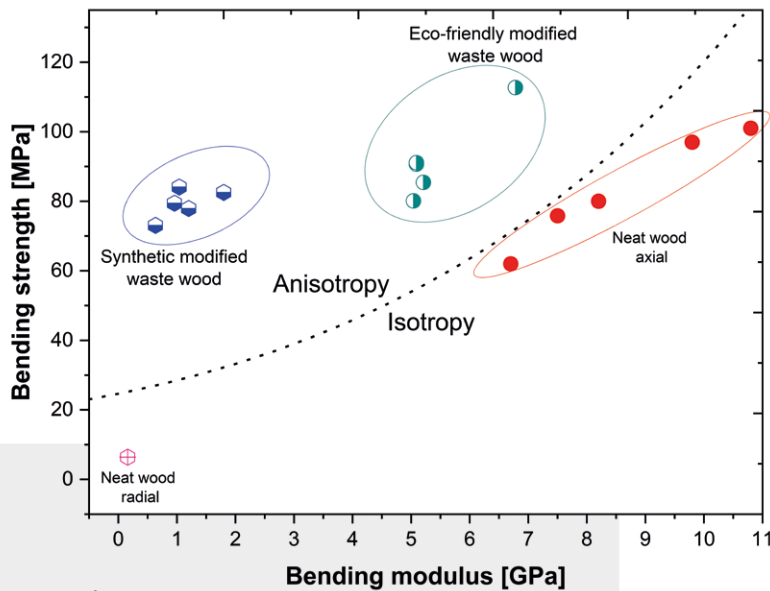 Eco-friendly modified
waste wood
Bending strength [MPa]
120
100
80
60
40
20
0
Synthetic modified
waste wood
Neat wood
axial
Anisotropy
Isotropy
Neat wood
radial
0 1 2 3 4 5 6 7 8 9 10 11
Bending modulus [GPa]